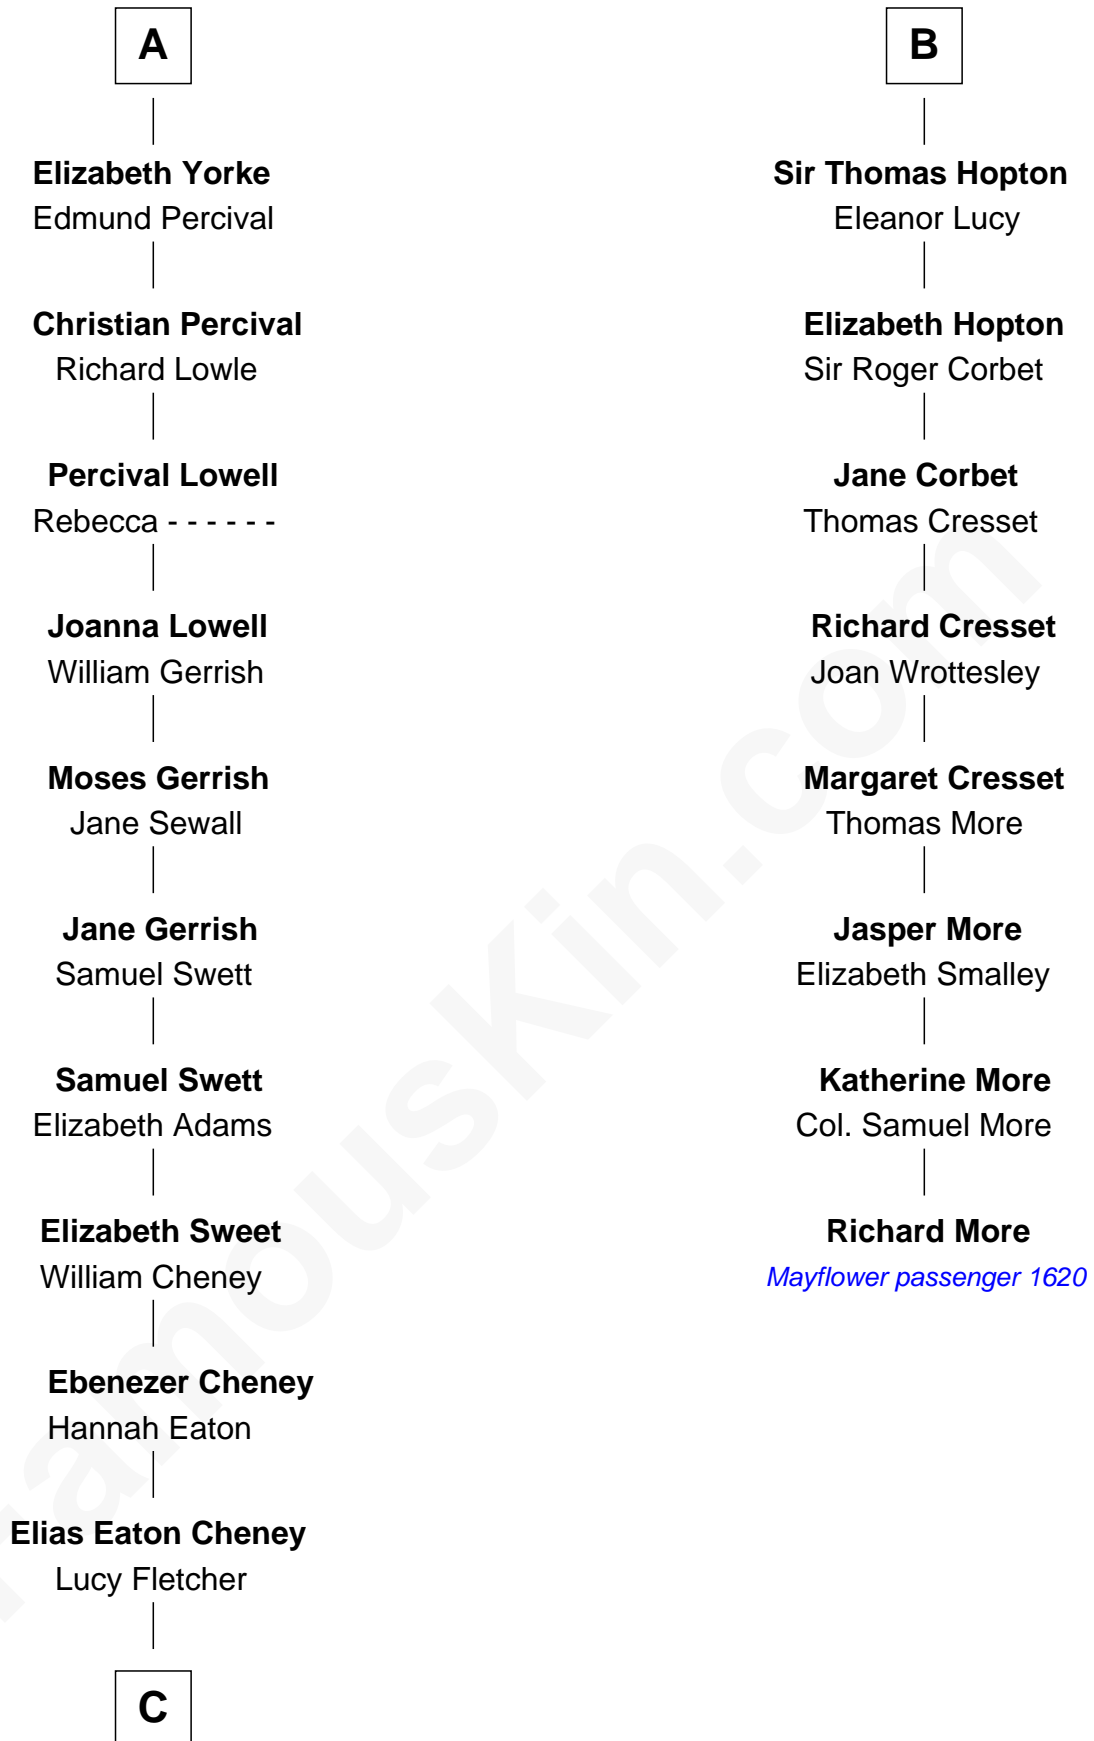 A
Elizabeth Yorke
Edmund Percival
Christian Percival
Richard Lowle
Percival Lowell
Rebecca - - - - - -
Joanna Lowell
William Gerrish
Moses Gerrish
Jane Sewall
Jane Gerrish
Samuel Swett
Samuel Swett
Elizabeth Adams
Elizabeth Sweet
William Cheney
Ebenezer Cheney
Hannah Eaton
Elias Eaton Cheney
Lucy Fletcher
C
B
Sir Thomas Hopton
Eleanor Lucy
Elizabeth Hopton
Sir Roger Corbet
Jane Corbet
Thomas Cresset
Richard Cresset
Joan Wrottesley
Margaret Cresset
Thomas More
Jasper More
Elizabeth Smalley
Katherine More
Col. Samuel More
Richard More
Mayflower passenger 1620
FamousKin.com